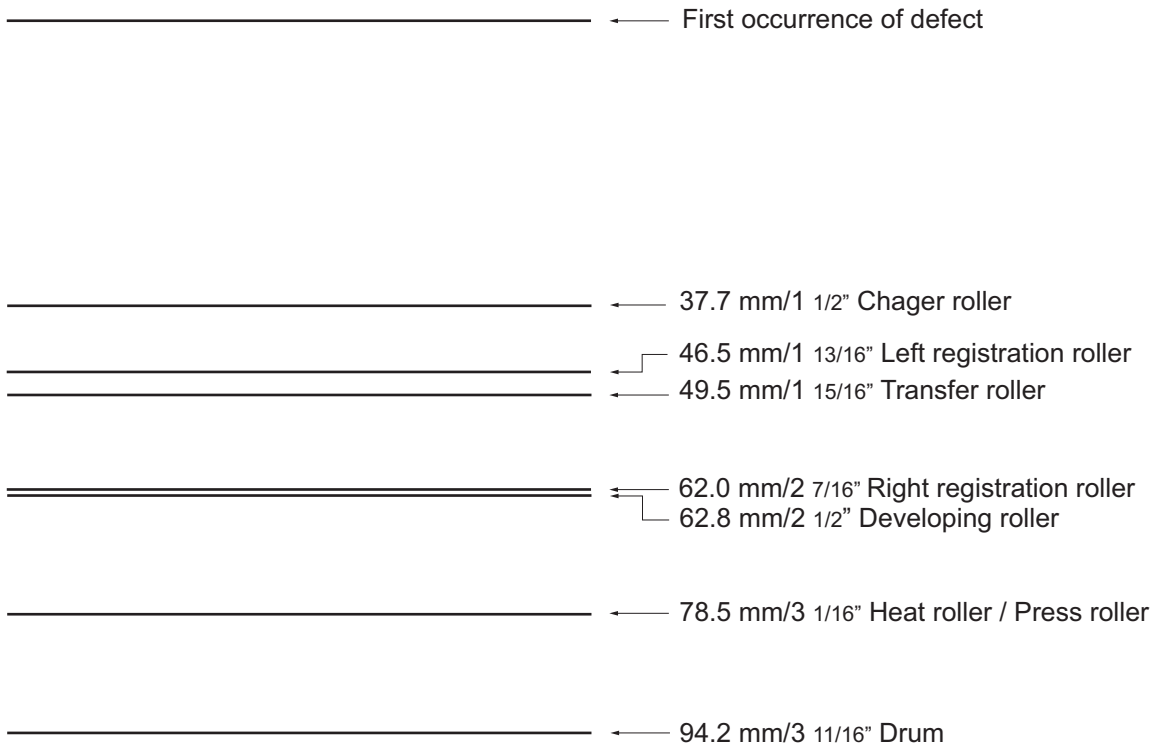 First occurrence of defect
37.7 mm/1 1/2” Chager roller
46.5 mm/1 13/16” Left registration roller
49.5 mm/1 15/16” Transfer roller
62.0 mm/2 7/16” Right registration roller
62.8 mm/2 1/2” Developing roller
78.5 mm/3 1/16” Heat roller / Press roller
94.2 mm/3 11/16” Drum